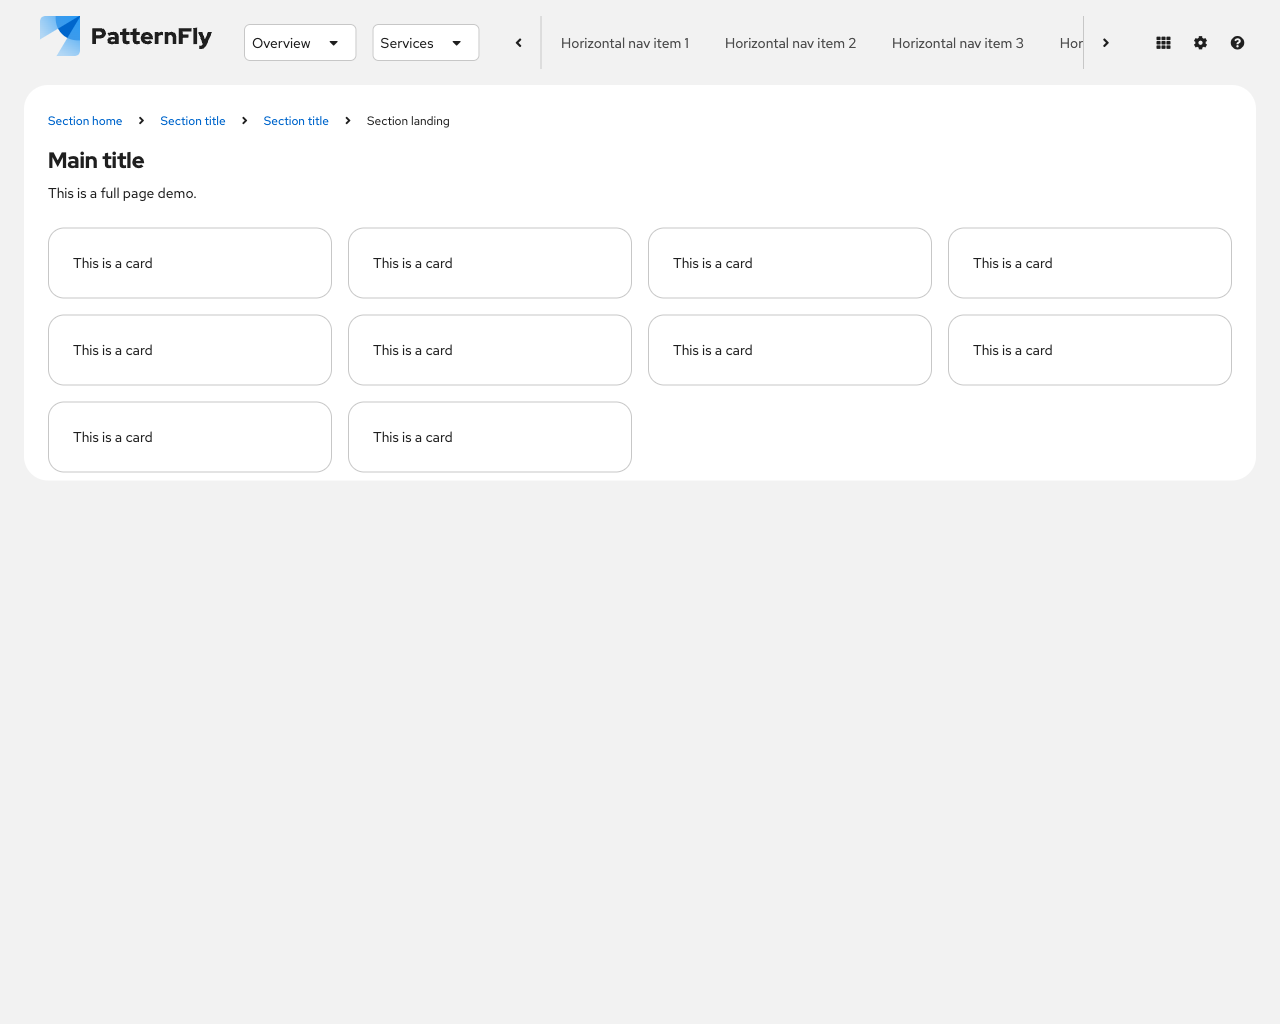 PatternFly Overview Services Horizontal nav item 1 Horizontal nav item 2 Horizontal nav item 3 Hor
Section home Section title Section title Section landing
Main title
This is a full page demo.
This is a card This is a card This is a card This is a card
This is a card This is a card This is a card This is a card
This is a card This is a card